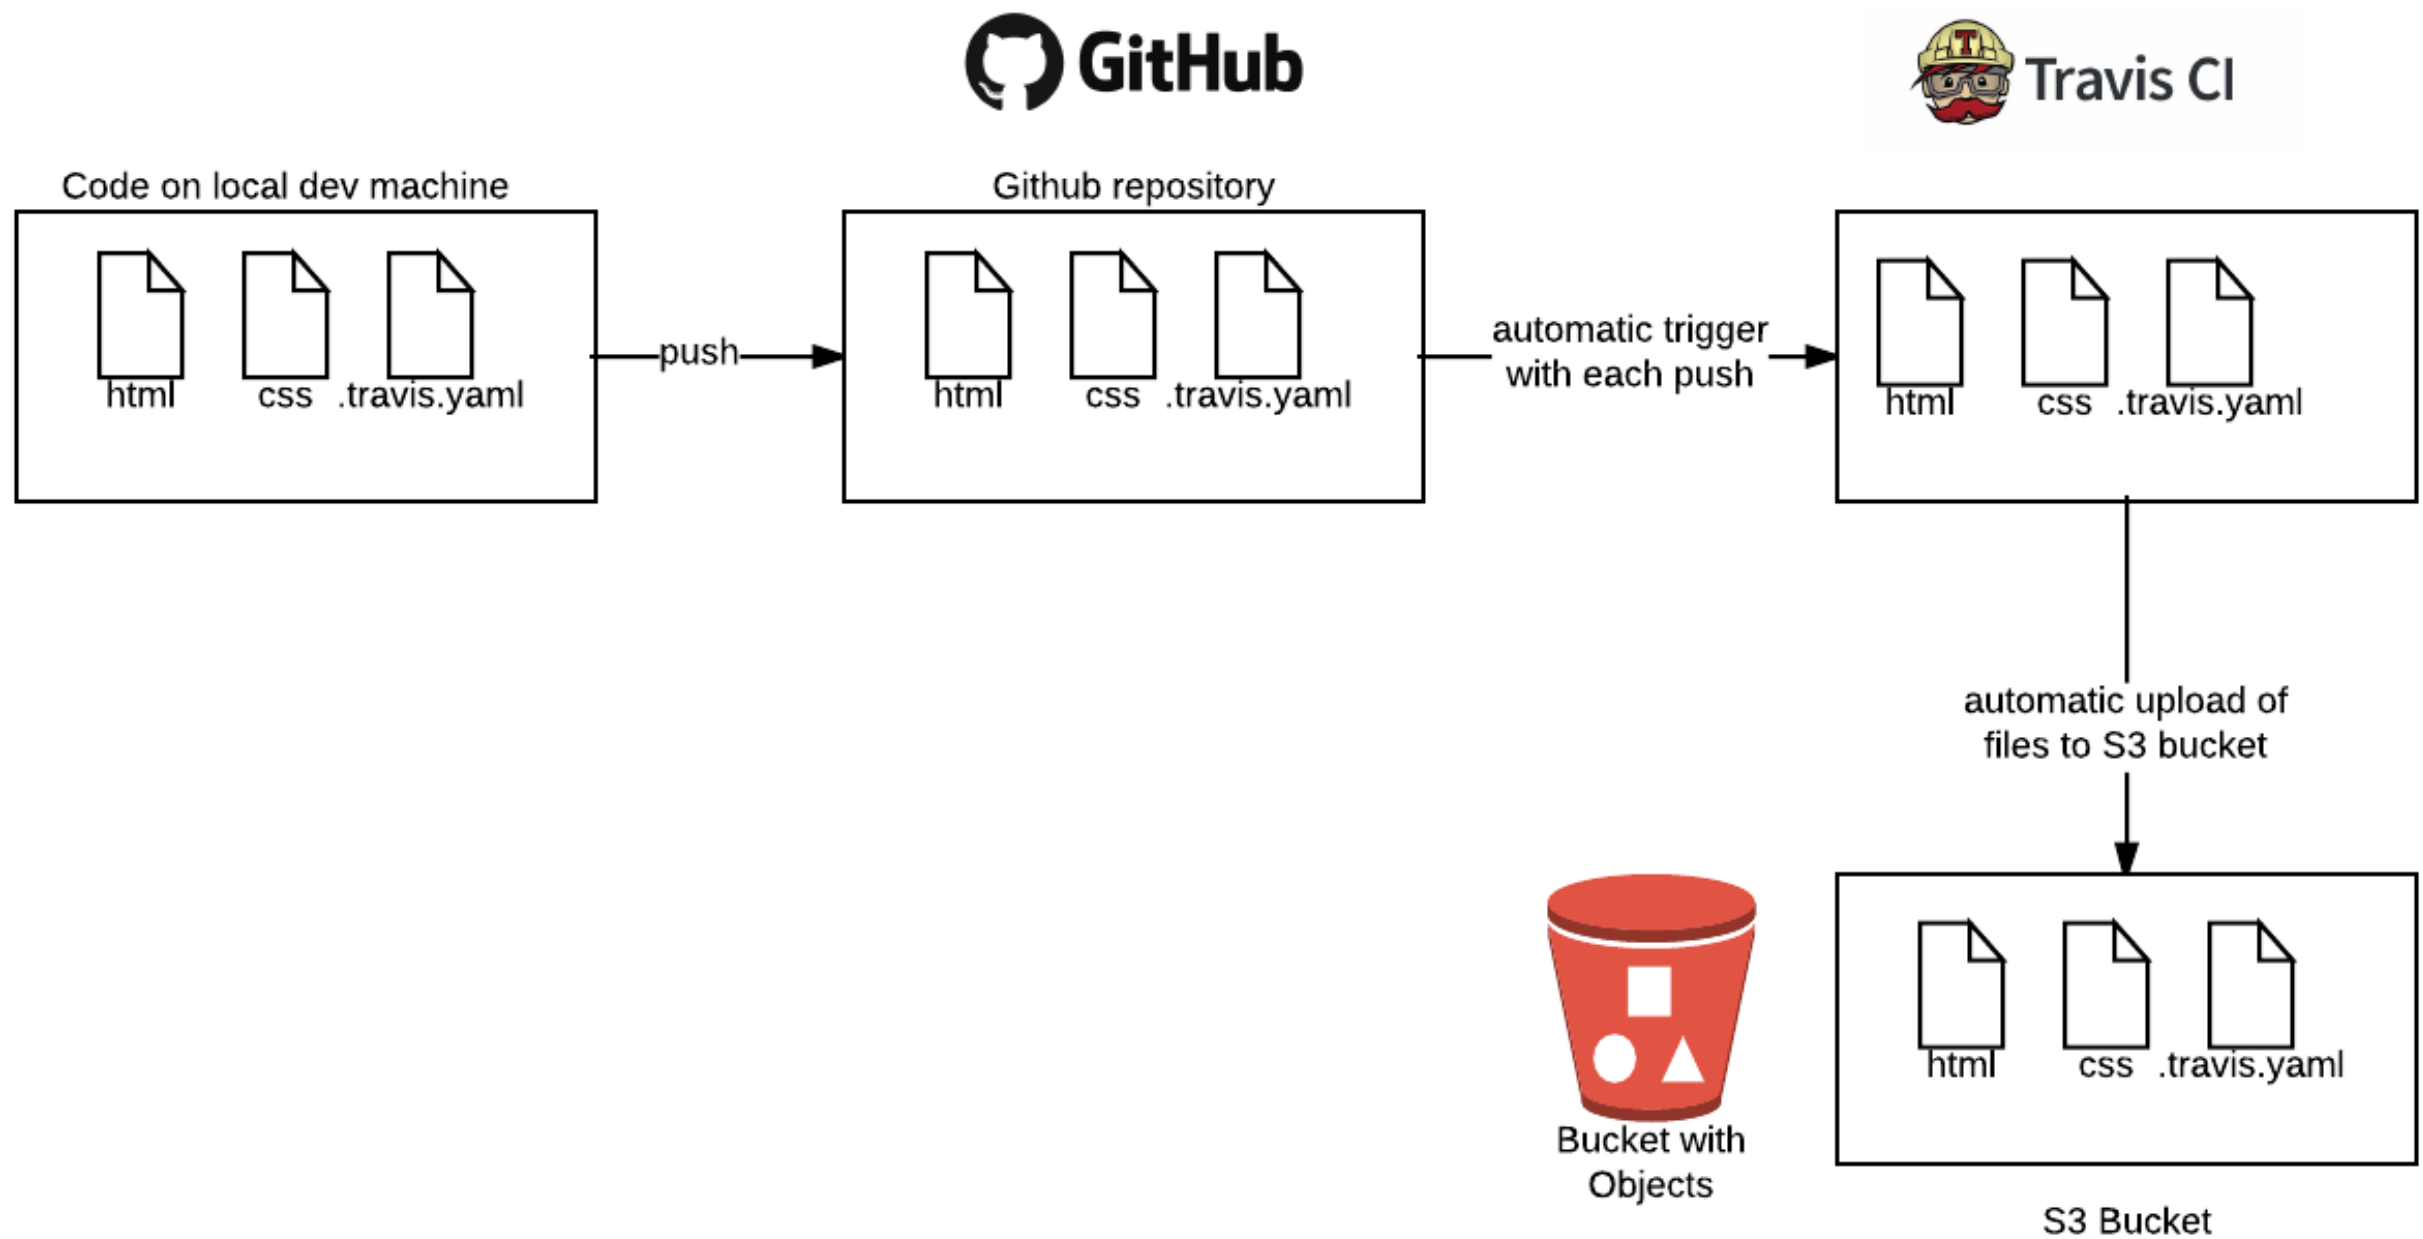 GitHub
Travis CI
Code on local dev machine
Github repository
html
css
.travis.yaml
push
html
css
.travis.yaml
automatic trigger
with each push
html
css
.travis.yaml
automatic upload of
files to S3 bucket
html
css
.travis.yaml
Bucket with
Objects
S3 Bucket